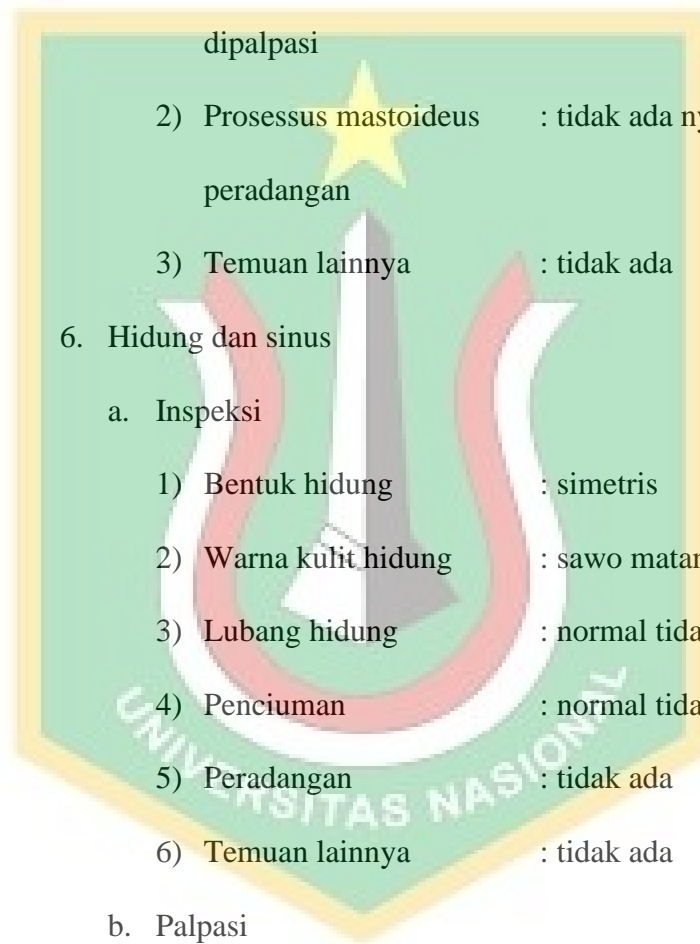 dipalpasi
2) Prosessus mastoideus : tidak ada
peradangan
3) Temuan lainnya : tidak ada
6. Hidung dan sinus
a. Inspeksi
1) Bentuk hidung : simetris
2) Warna kulit hidung : sawo
3) Lubang hidung : normal
4) Penciuman : normal
5) Peradangan : tidak ada
6) Temuan lainnya : tidak ada
b. Palpasi
UNIVERSITAS NASIONAL